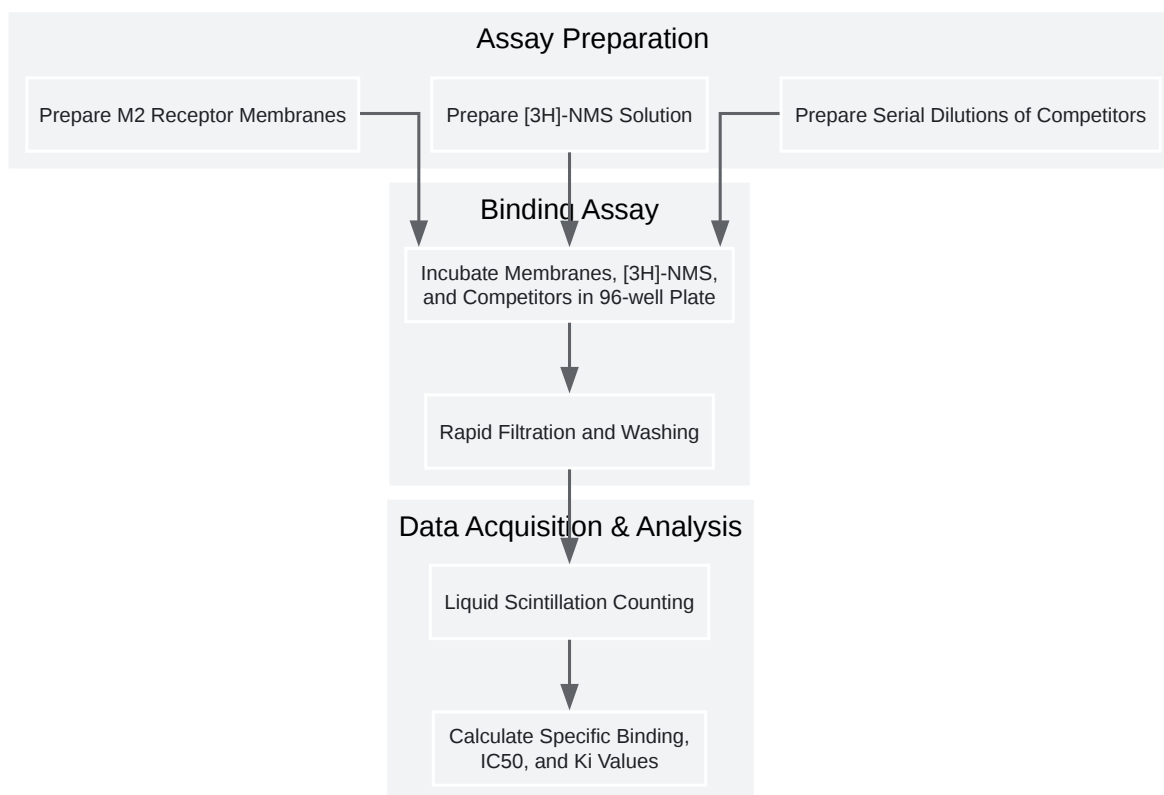 Assay Preparation
Prepare M2 Receptor Membranes
Prepare [3H]-NMS Solution
Prepare Serial Dilutions of Competitors
Binding Assay
Incubate Membranes, [3H]-NMS,
and Competitors in 96-well Plate
Rapid Filtration and Washing
Data Acquisition & Analysis
Liquid Scintillation Counting
Calculate Specific Binding,
IC50, and Ki Values